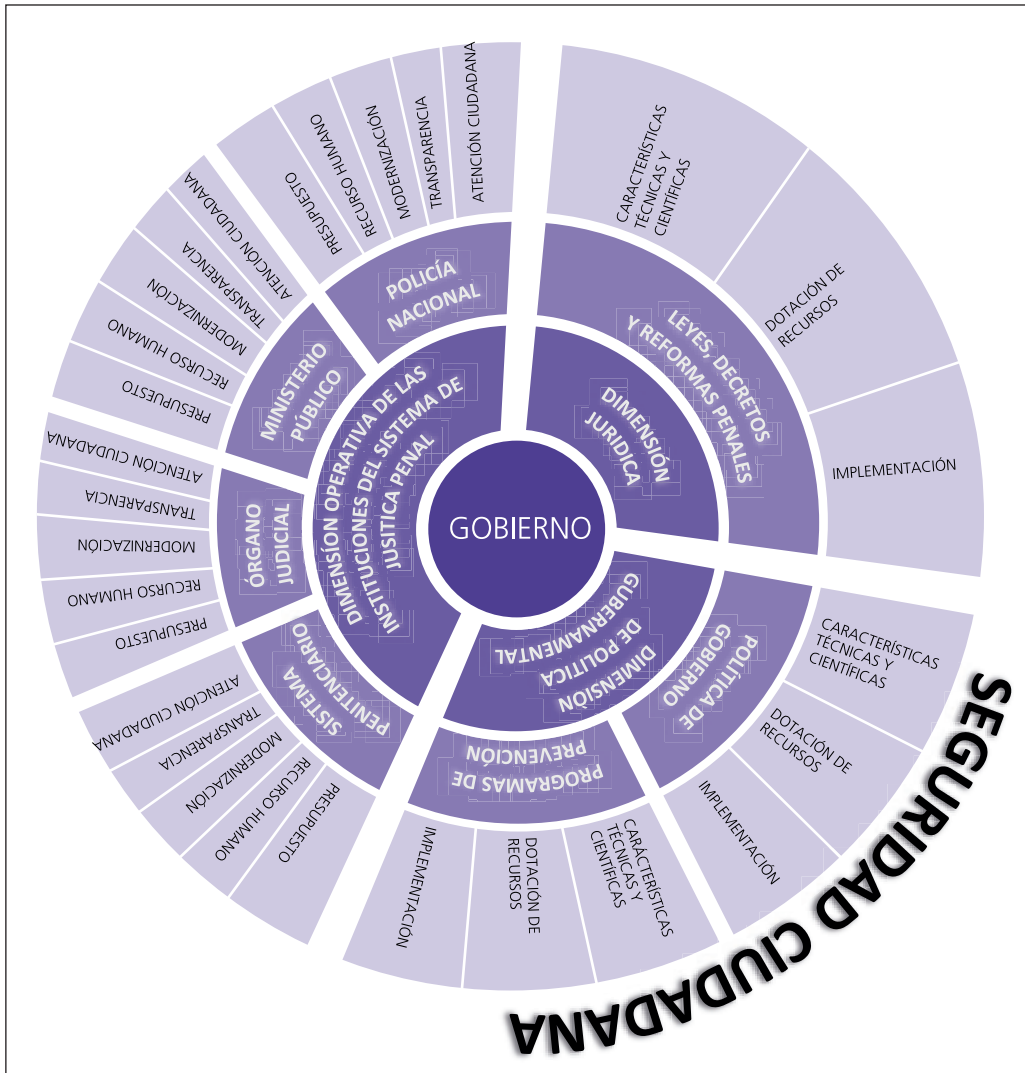 GOBIERNO
DIMENSIÓN
JURIDICA
LEYES, DECRETOS
Y REFORMAS PENALES
CARACTERÍSTICAS
TÉCNICAS Y
CIENTÍFICAS
DOTACIÓN DE
RECURSOS
IMPLEMENTACIÓN
DIMENSIÓN
DE POLITICA
GUBERNAMENTAL
POLÍTICA DE
GOBIERNO
CARACTERÍSTICAS
TÉCNICAS Y
CIENTÍFICAS
DOTACIÓN DE
RECURSOS
IMPLEMENTACIÓN
PROGRAMAS DE
PREVENCIÓN
CARÁCTERÍSTICAS
TÉCNICAS Y
CIENTÍFICAS
DOTACIÓN DE
RECURSOS
IMPLEMENTACIÓN
DIMENSION OPERATIVA DE LAS
INSTITUCIONES DEL SISTEMA DE
JUSITICA PENAL
SISTEMA
PENITENCIARIO
PRESUPUESTO
RECURSO HUMANO
MODERNIZACIÓN
TRANSPARENCIA
ATENCIÓN CIUDADANA
ÓRGANO
JUDICIAL
PRESUPUESTO
RECURSO HUMANO
MODERNIZACIÓN
TRANSPARENCIA
ATENCIÓN CIUDADANA
MINISTERIO
PÚBLICO
PRESUPUESTO
RECURSO HUMANO
MODERNIZACIÓN
TRANSPARENCIA
ATENCIÓN CIUDADANA
POLICÍA
NACIONAL
PRESUPUESTO
RECURSO HUMANO
MODERNIZACIÓN
TRANSPARENCIA
ATENCIÓN CIUDADANA
SEGURIDAD CIUDADANA